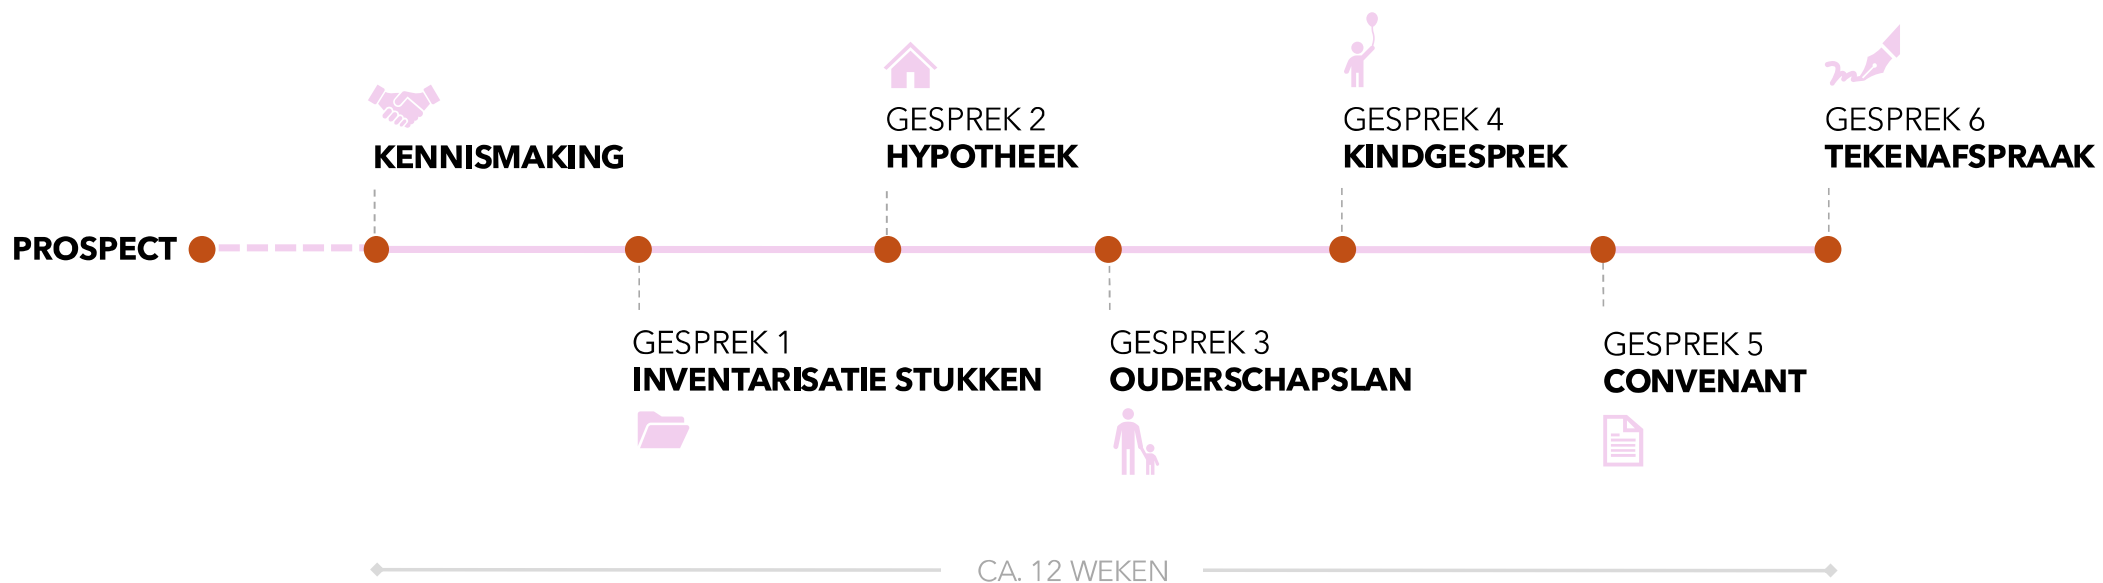 PROSPECT
KENNISMAKING
GESPREK 1
INVENTARISATIE STUKKEN
GESPREK 2
HYPOTHEEK
GESPREK 3
OUDERSCHAPSLAN
GESPREK 4
KINDGESPREK
GESPREK 5
CONVENANT
GESPREK 6
TEKENAFSPRAAK
CA. 12 WEKEN